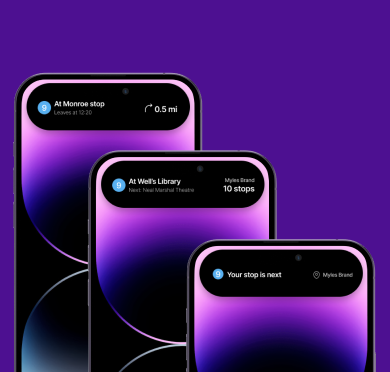 9
At Monroe stop
Leaves at 12:20
0.5 mi
9
At Well's Library
Next: Neal Marshal Theatre
Myles Brand
10 stops
9
Your stop is next
Myles Brand